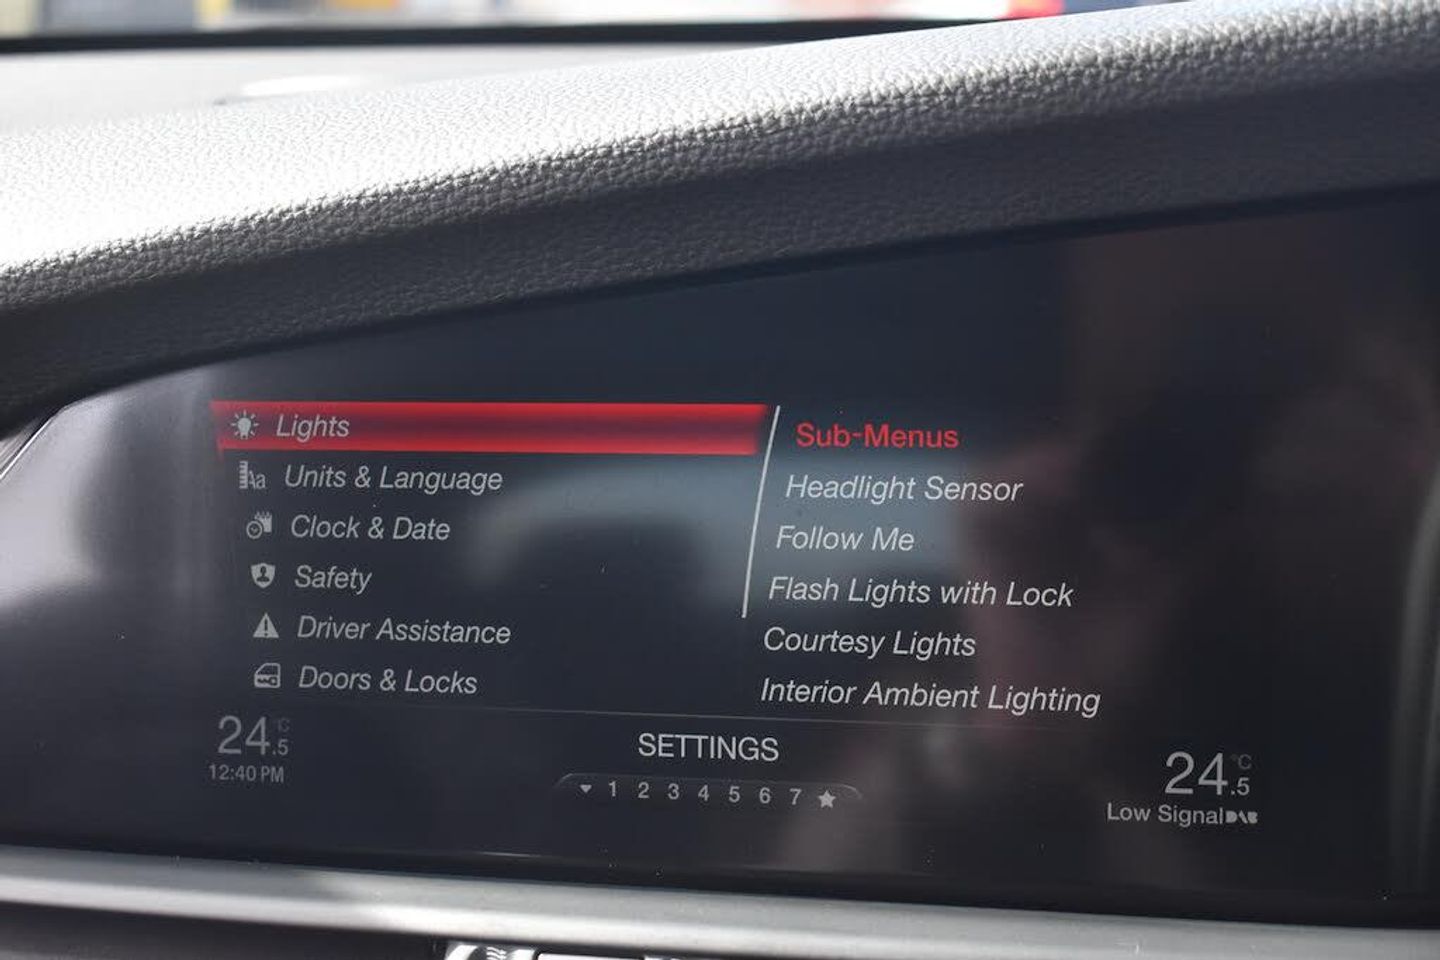 Lights
Aa Units & Language
Clock & Date
Safety
Driver Assistance
Doors & Locks
Sub-Menus
Headlight Sensor
Follow Me
Flash Lights with Lock
Courtesy Lights
Interior Ambient Lighting
24.5 °C
12:40 PM
SETTINGS
1 2 3 4 5 6 7
24.5 °C
Low Signal DAB